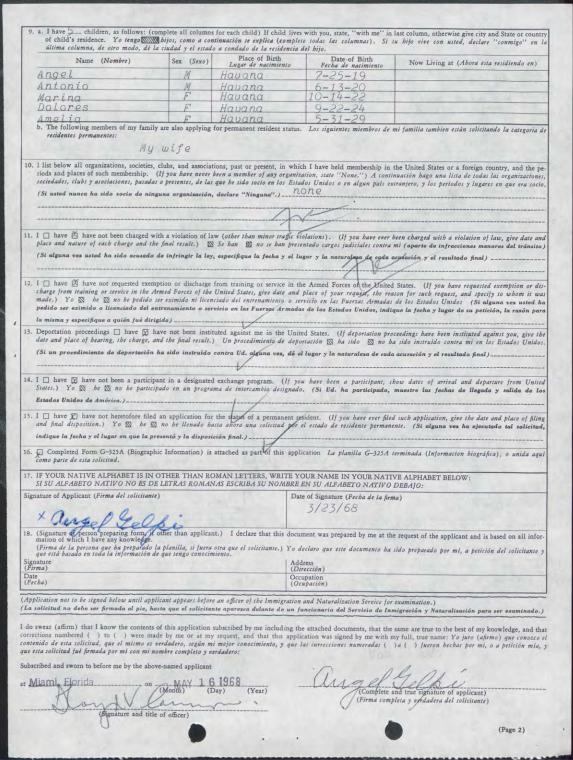 9. a. I have 5 children, as follows: (complete all columns for each child) If child lives with you, state, "with me" in last column, otherwise give city and State or country
of child's residence. Yo tengo hijos, como a continuación se explica (complete todas las columnas). Si su hijo vive con usted, declare "conmigo" en la
última columna, de otro modo, dé la ciudad y el estado a condado de la residencia del hijo.
Name (Nombre) Sex (Sexo) Place of Birth Lugar de nacimiento Date of Birth Fecha de nacimiento Now Living at (Ahora esta residiendo en)
Angel M Havana 7-25-19
Antonio M Havana 6-13-20
Marina F Havana 10-14-22
Dolores F Havana 9-22-24
Amelia F Havana 5-31-29
b. The following members of my family are also applying for permanent resident status. Los siguientes miembros de mi familia tambien están solicitando la categoría de
residentes permanentes:
My wife
10. I list below all organizations, societies, clubs, and associations, past or present, in which I have held membership in the United States or a foreign country, and the pe-
riods and places of such membership. (If you have never been a member of any organization, state "None.") A continuación hago una lista de todas las organizaciones,
sociedades, clubs y asociaciones, pasadas o presentes, de las que he sido socio en los Estados Unidos o en algun país extranjero, y los períodos y lugares en que era socio.
(Si usted nunca ha sido socio de ninguna organización, declare "Ninguna".) none
11. I ☐ have ☒ have not been charged with a violation of law (other than minor traffic violations). (If you have ever been charged with a violation of law, give date and
place and nature of each charge and the final result.) ☒ Se han ☒ no se han presentado cargos judiciales contra mí (aparte de infracciones menores del tránsito.)
(Si alguna ves usted ha sido acusado de infringir la ley, especifique la fecha y el lugar y la naturaleza de cada acusación y el resultado final)
12. I ☐ have ☒ have not requested exemption or discharge from training or service in the Armed Forces of the United States. (If you have requested exemption or dis-
charge from training or service in the Armed Forces of the United States, give date and place of your request, the reason for such request, and specify to whom it was
made.) Yo ☒ he ☒ no he pedido ser eximido ni licenciado del entrenamiento o servicio en las Fuerzas Armadas de los Estados Unidos (Si alguna ves usted ha
pedido ser eximido o licenciado del entrenamiento o servicio en las Fuerzas Armadas de los Estados Unidos, indique la fecha y lugar de su petición, la razón para
la misma y especifique a quién fué dirigida)
13. Deportation proceedings ☐ have ☒ have not been instituted against me in the United States. (If deportation proceedings have been instituted against you, give the
date and place of hearing, the charge, and the final result.) Un procedimiento de deportación ☒ ha sido ☒ no ha sido instruido contra mí en los Estados Unidos.
(Si un procedimiento de deportación ha sido instruido contra Ud. alguna ves, dé el lugar y la naturaleza de cada acusación y el resultado final)
14. I ☐ have ☒ have not been a participant in a designated exchange program. (If you have been a participant, show dates of arrival and departure from United
States.) Yo ☒ he ☒ no he participado en un programa de intercambio designado. (Si Ud. ha participado, muestre las fechas de llegada y salida de los
Estados Unidos de América.)
15. I ☐ have ☒ have not heretofore filed an application for the status of a permanent resident. (If you have ever filed such application, give the date and place of filing
and final disposition.) Yo ☒ he ☒ no he llenado hasta ahora una solicitud por el estado de residente permanente. (Si alguna ves ha ejecutado tal solicitud,
indique la fecha y el lugar en que la presentó y la disposición final.)
16. ☐ Completed Form G-325A (Biographic Information) is attached as part of this application La planilla G-325A terminada (Informacion biográfica), o unida aquí
como parte de esta solicitud.
17. IF YOUR NATIVE ALPHABET IS IN OTHER THAN ROMAN LETTERS, WRITE YOUR NAME IN YOUR NATIVE ALPHABET BELOW:
SI SU ALFABETO NATIVO NO ES DE LETRAS ROMANAS ESCRIBA SU NOMBRE EN SU ALFABETO NATIVO DEBAJO:
Signature of Applicant (Firma del solicitante) Date of Signature (Fecha de la firma)
x Angel Gelpi 3/23/68
18. (Signature of person preparing form, if other than applicant.) I declare that this document was prepared by me at the request of the applicant and is based on all infor-
mation of which I have any knowledge.
(Firma de la persona que ha preparado la planilla, si fuera otra que el solicitante.) Yo declaro que este documento ha sido preparado por mi, a petición del solicitante y
que está basado en toda la información de que tengo conocimiento.
Signature (Firma) Address (Dirección)
Date (Fecha) Occupation (Ocupación)
(Application not to be signed below until applicant appears before an officer of the Immigration and Naturalization Service for examination.)
(La solicitud no debe ser firmada al pie, hasta que el solicitante aparezca delante de un funcionario del Servicio de Inmigración y Naturalización para ser examinado.)
I do swear (affirm) that I know the contents of this application subscribed by me including the attached documents, that the same are true to the best of my knowledge, and that
corrections numbered ( ) to ( ) were made by me or at my request, and that this application was signed by me with my full, true name: Yo juro (afirmo) que conozco el
contenido de esta solicitud, que el mismo es verdadero, según mi mejor conocimiento, y que las correcciones numeradas ( )a ( ) fueron hechas por mí, o a petición mía, y
que esta solicitud fué firmada por mí con mi nombre completo y verdadero:
Subscribed and sworn to before me by the above-named applicant
at Miami, Florida on MAY 16 1968 Angel Gelpi
(Month) (Day) (Year) (Complete and true signature of applicant)
(Firma completa y verdadera del solicitante)
(Signature and title of officer)
(Page 2)